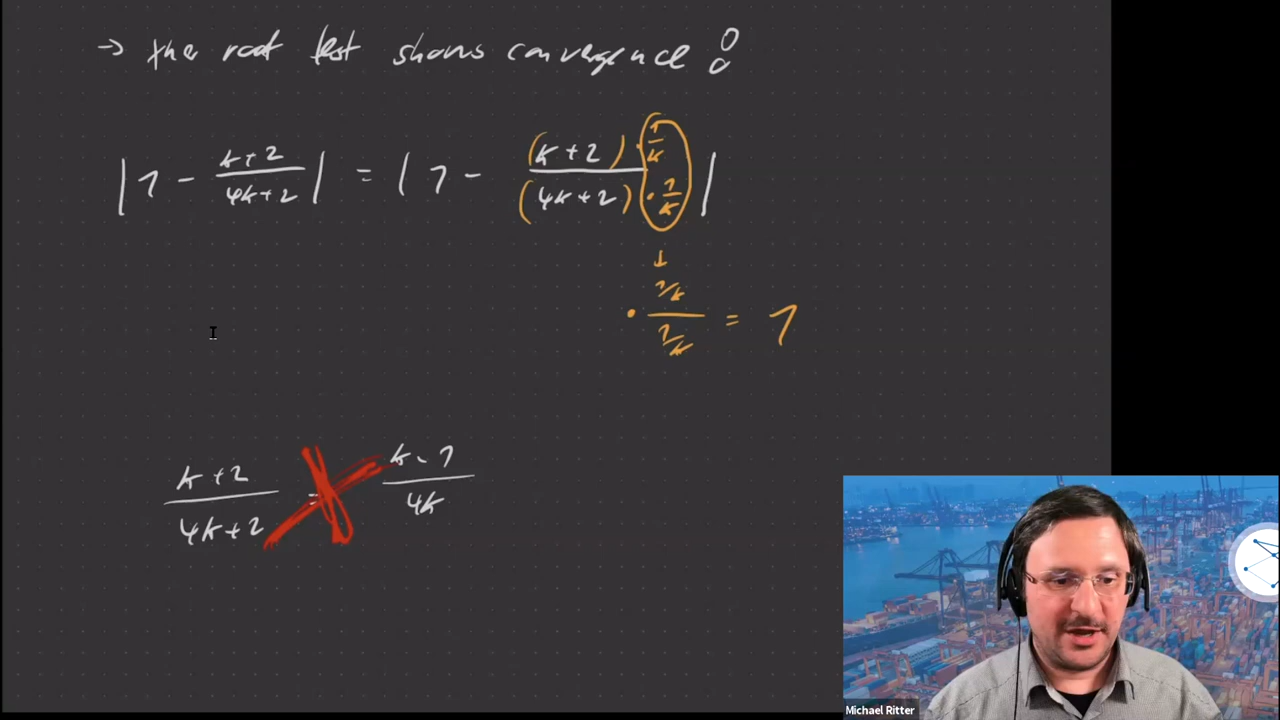 → the root test shows convergence 8
|1 - (k+2)/(4k+2)| = |1 - ((k+2) · 1/k)/((4k+2) · 1/k)|
↓
· (1/k)/(1/k) = 1
(k+2)/(4k+2) = (k-1)/(4k)
Michael Ritter